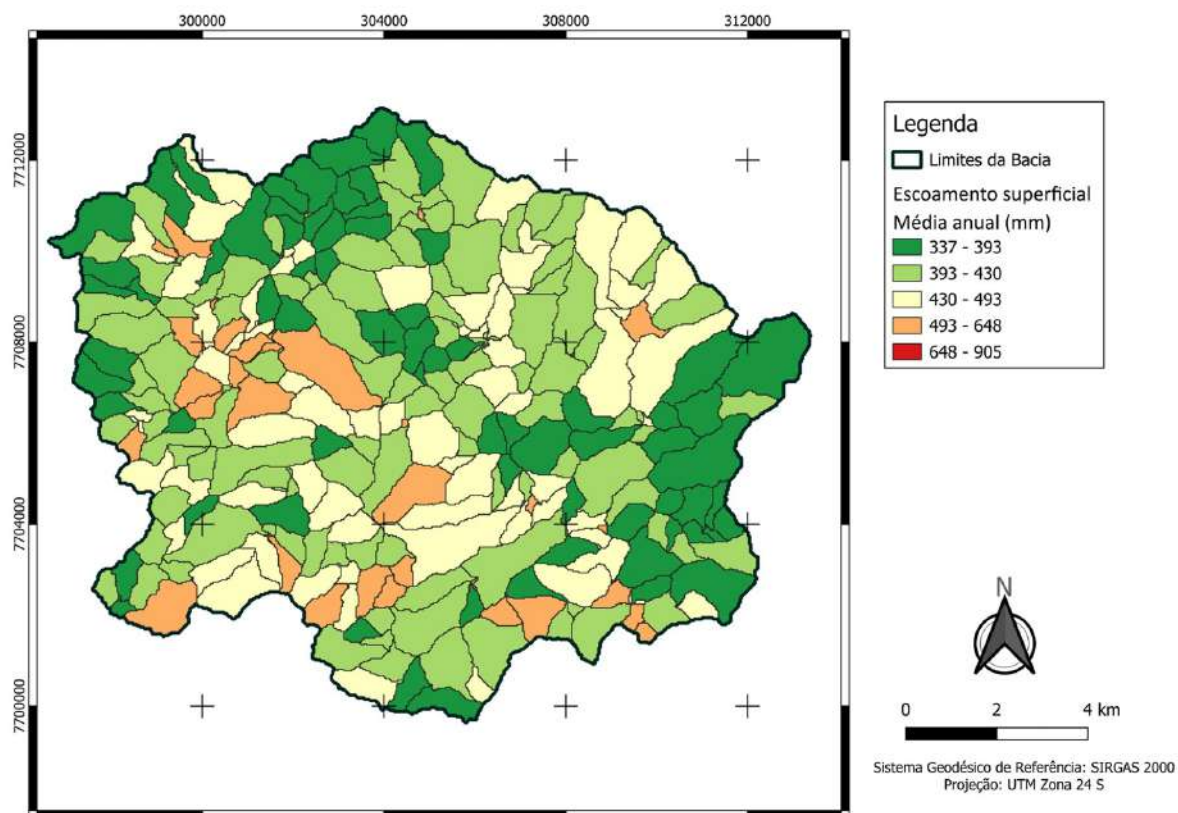 300000
304000
308000
312000
7712000
7708000
7704000
7700000
Legenda
Limites da Bacia
Escoamento superficial
Média anual (mm)
337 - 393
393 - 430
430 - 493
493 - 648
648 - 905
N
0 2 4 km
Sistema Geodésico de Referência: SIRGAS 2000
Projeção: UTM Zona 24 S